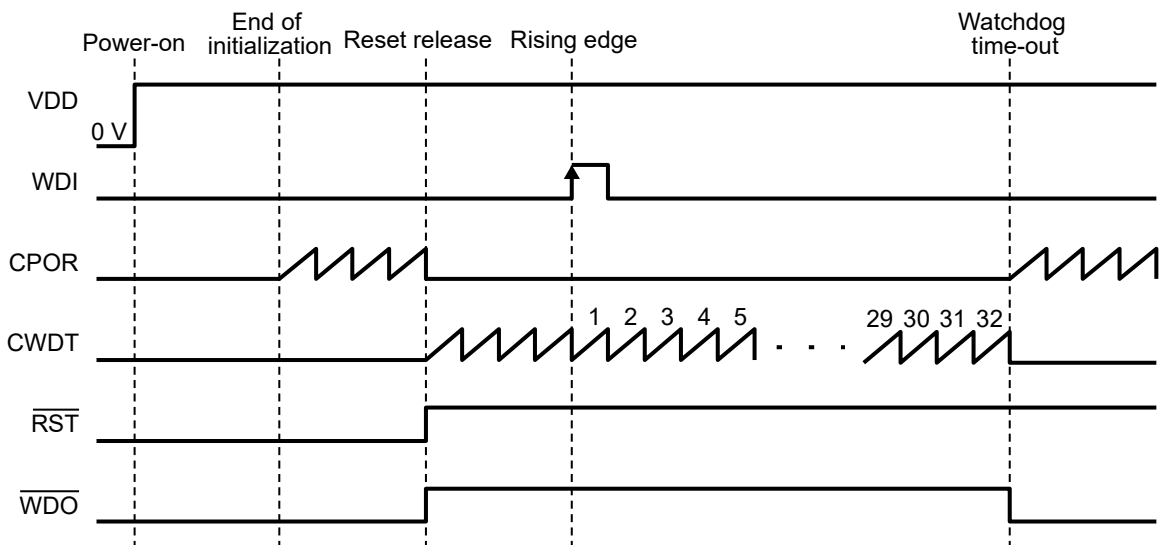 Power-on
End of
initialization
Reset release
Rising edge
Watchdog
time-out
VDD
0 V
WDI
CPOR
CWDT
1 2 3 4 5 . . . . 29 30 31 32
RST
WDO